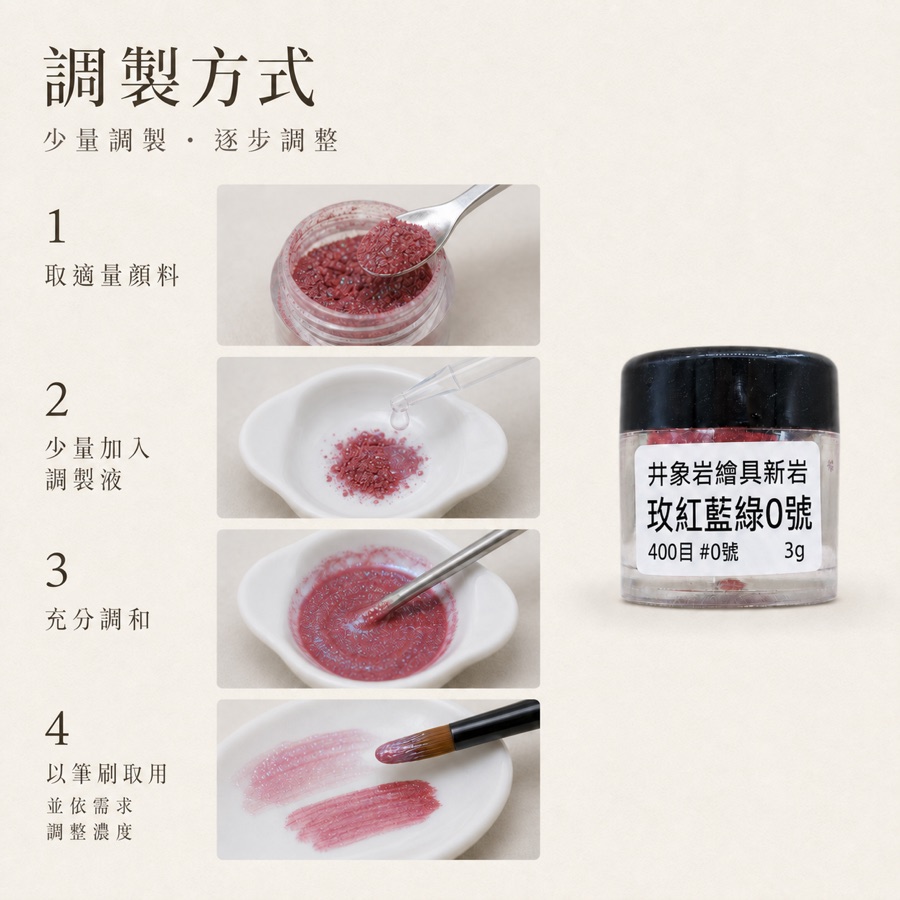 調製方式
少量調製・逐步調整
1
取適量顏料
2
少量加入
調製液
3
充分調和
4
以筆刷取用
並依需求
調整濃度
井象岩繪具新岩
玫紅藍綠0號
400目 #0號 3g